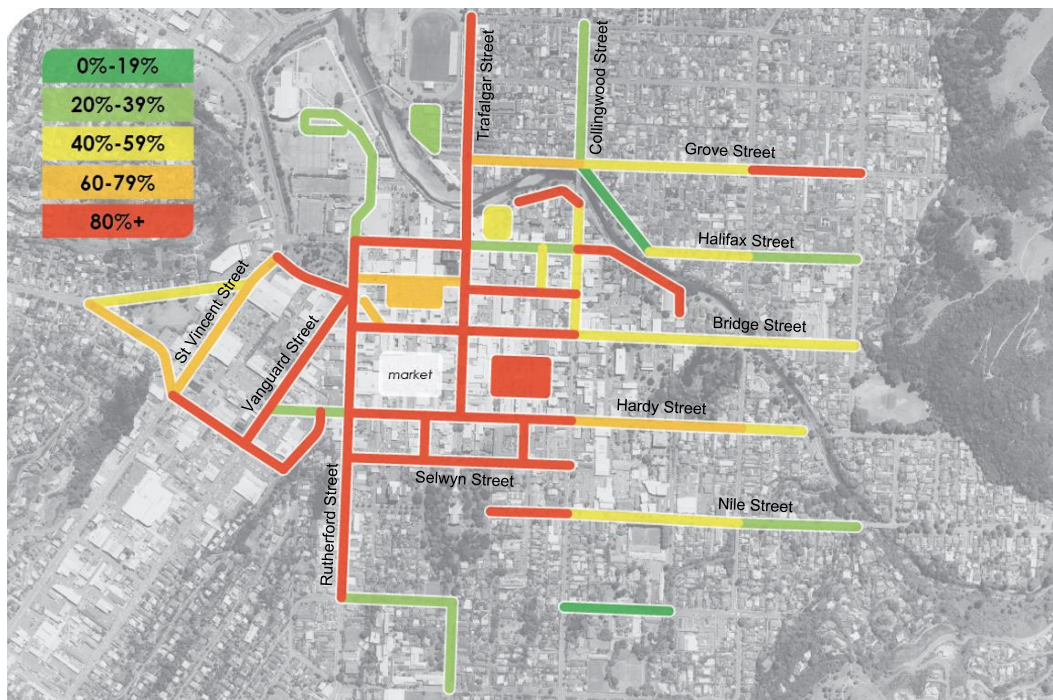 0%-19%
20%-39%
40%-59%
60-79%
80%+
Trafalgar Street
Collingwood Street
Grove Street
Halifax Street
St Vincent Street
Vanguard Street
Bridge Street
market
Hardy Street
Selwyn Street
Rutherford Street
Nile Street